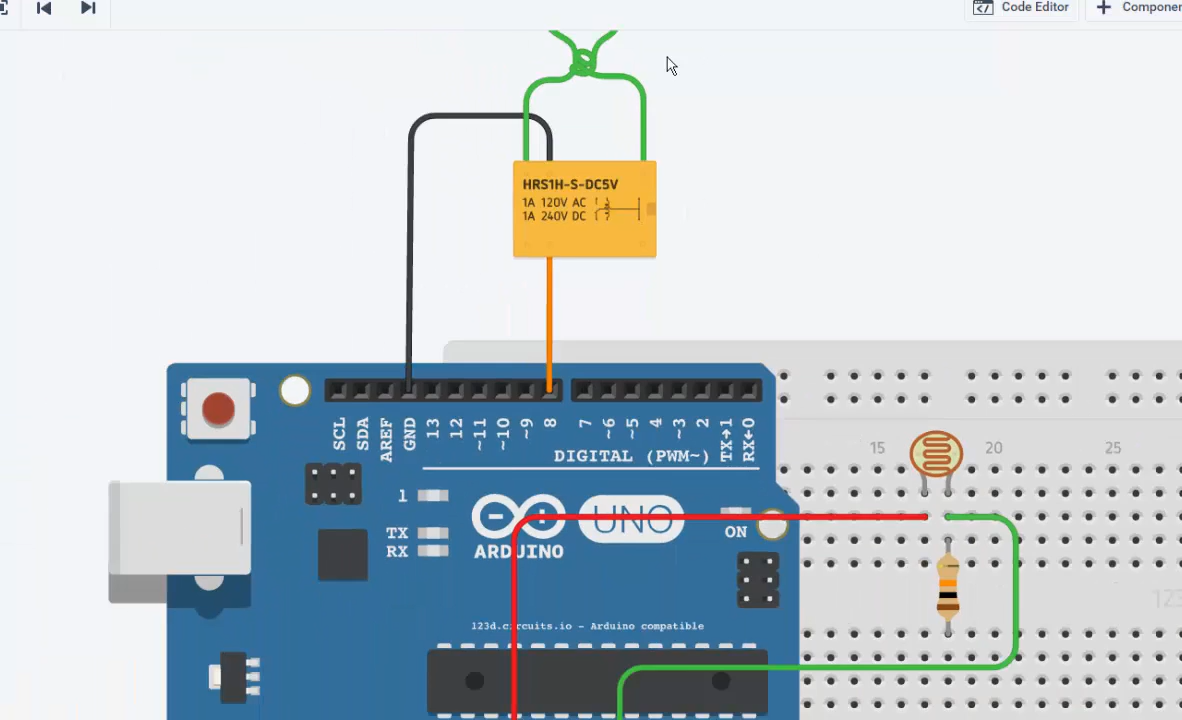 Code Editor
Componen
HRS1H-S-DC5V
1A 120V AC
1A 240V DC
SCL
SDA
AREF
GND
13
12
~11
~10
~9
8
7
~6
~5
4
~3
2
TX→1
RX←0
DIGITAL (PWM~)
15
20
25
1
TX
RX
UNO
ARDUINO
ON
123d.circuits.io - Arduino compatible
123